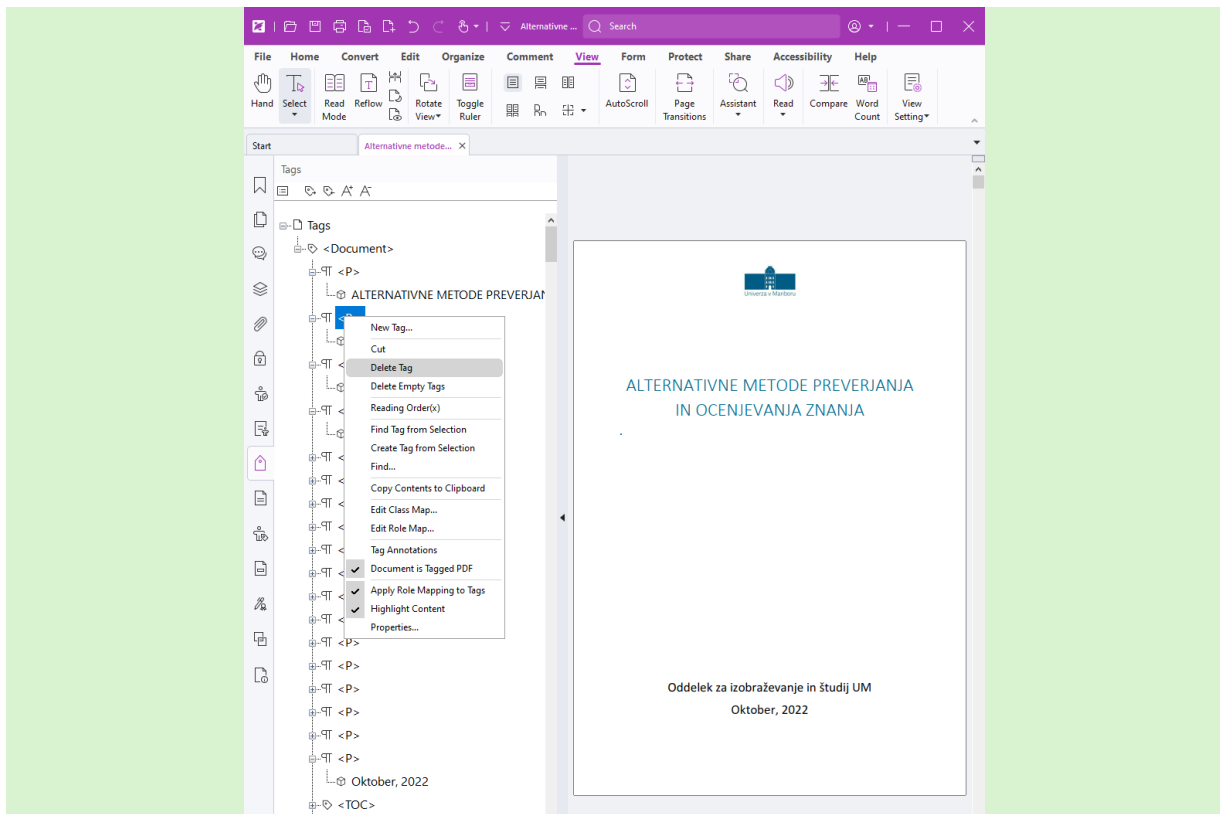 Alternativne ... Search
File Home Convert Edit Organize Comment View Form Protect Share Accessibility Help
Hand Select Read Mode Reflow Rotate View Toggle Ruler AutoScroll Page Transitions Assistant Read Compare Word Count View Setting
Start Alternativne metode...
Tags
Tags
<Document>
<P>
ALTERNATIVNE METODE PREVERJAN
New Tag...
Cut
Delete Tag
Delete Empty Tags
Reading Order(x)
Find Tag from Selection
Create Tag from Selection
Find...
Copy Contents to Clipboard
Edit Class Map...
Edit Role Map...
Tag Annotations
Document is Tagged PDF
Apply Role Mapping to Tags
Highlight Content
Properties...
<P>
<P>
<P>
<P>
<P>
<P>
Oktober, 2022
<TOC>
Univerza v Mariboru
ALTERNATIVNE METODE PREVERJANJA
IN OCENJEVANJA ZNANJA
Oddelek za izobraževanje in študij UM
Oktober, 2022